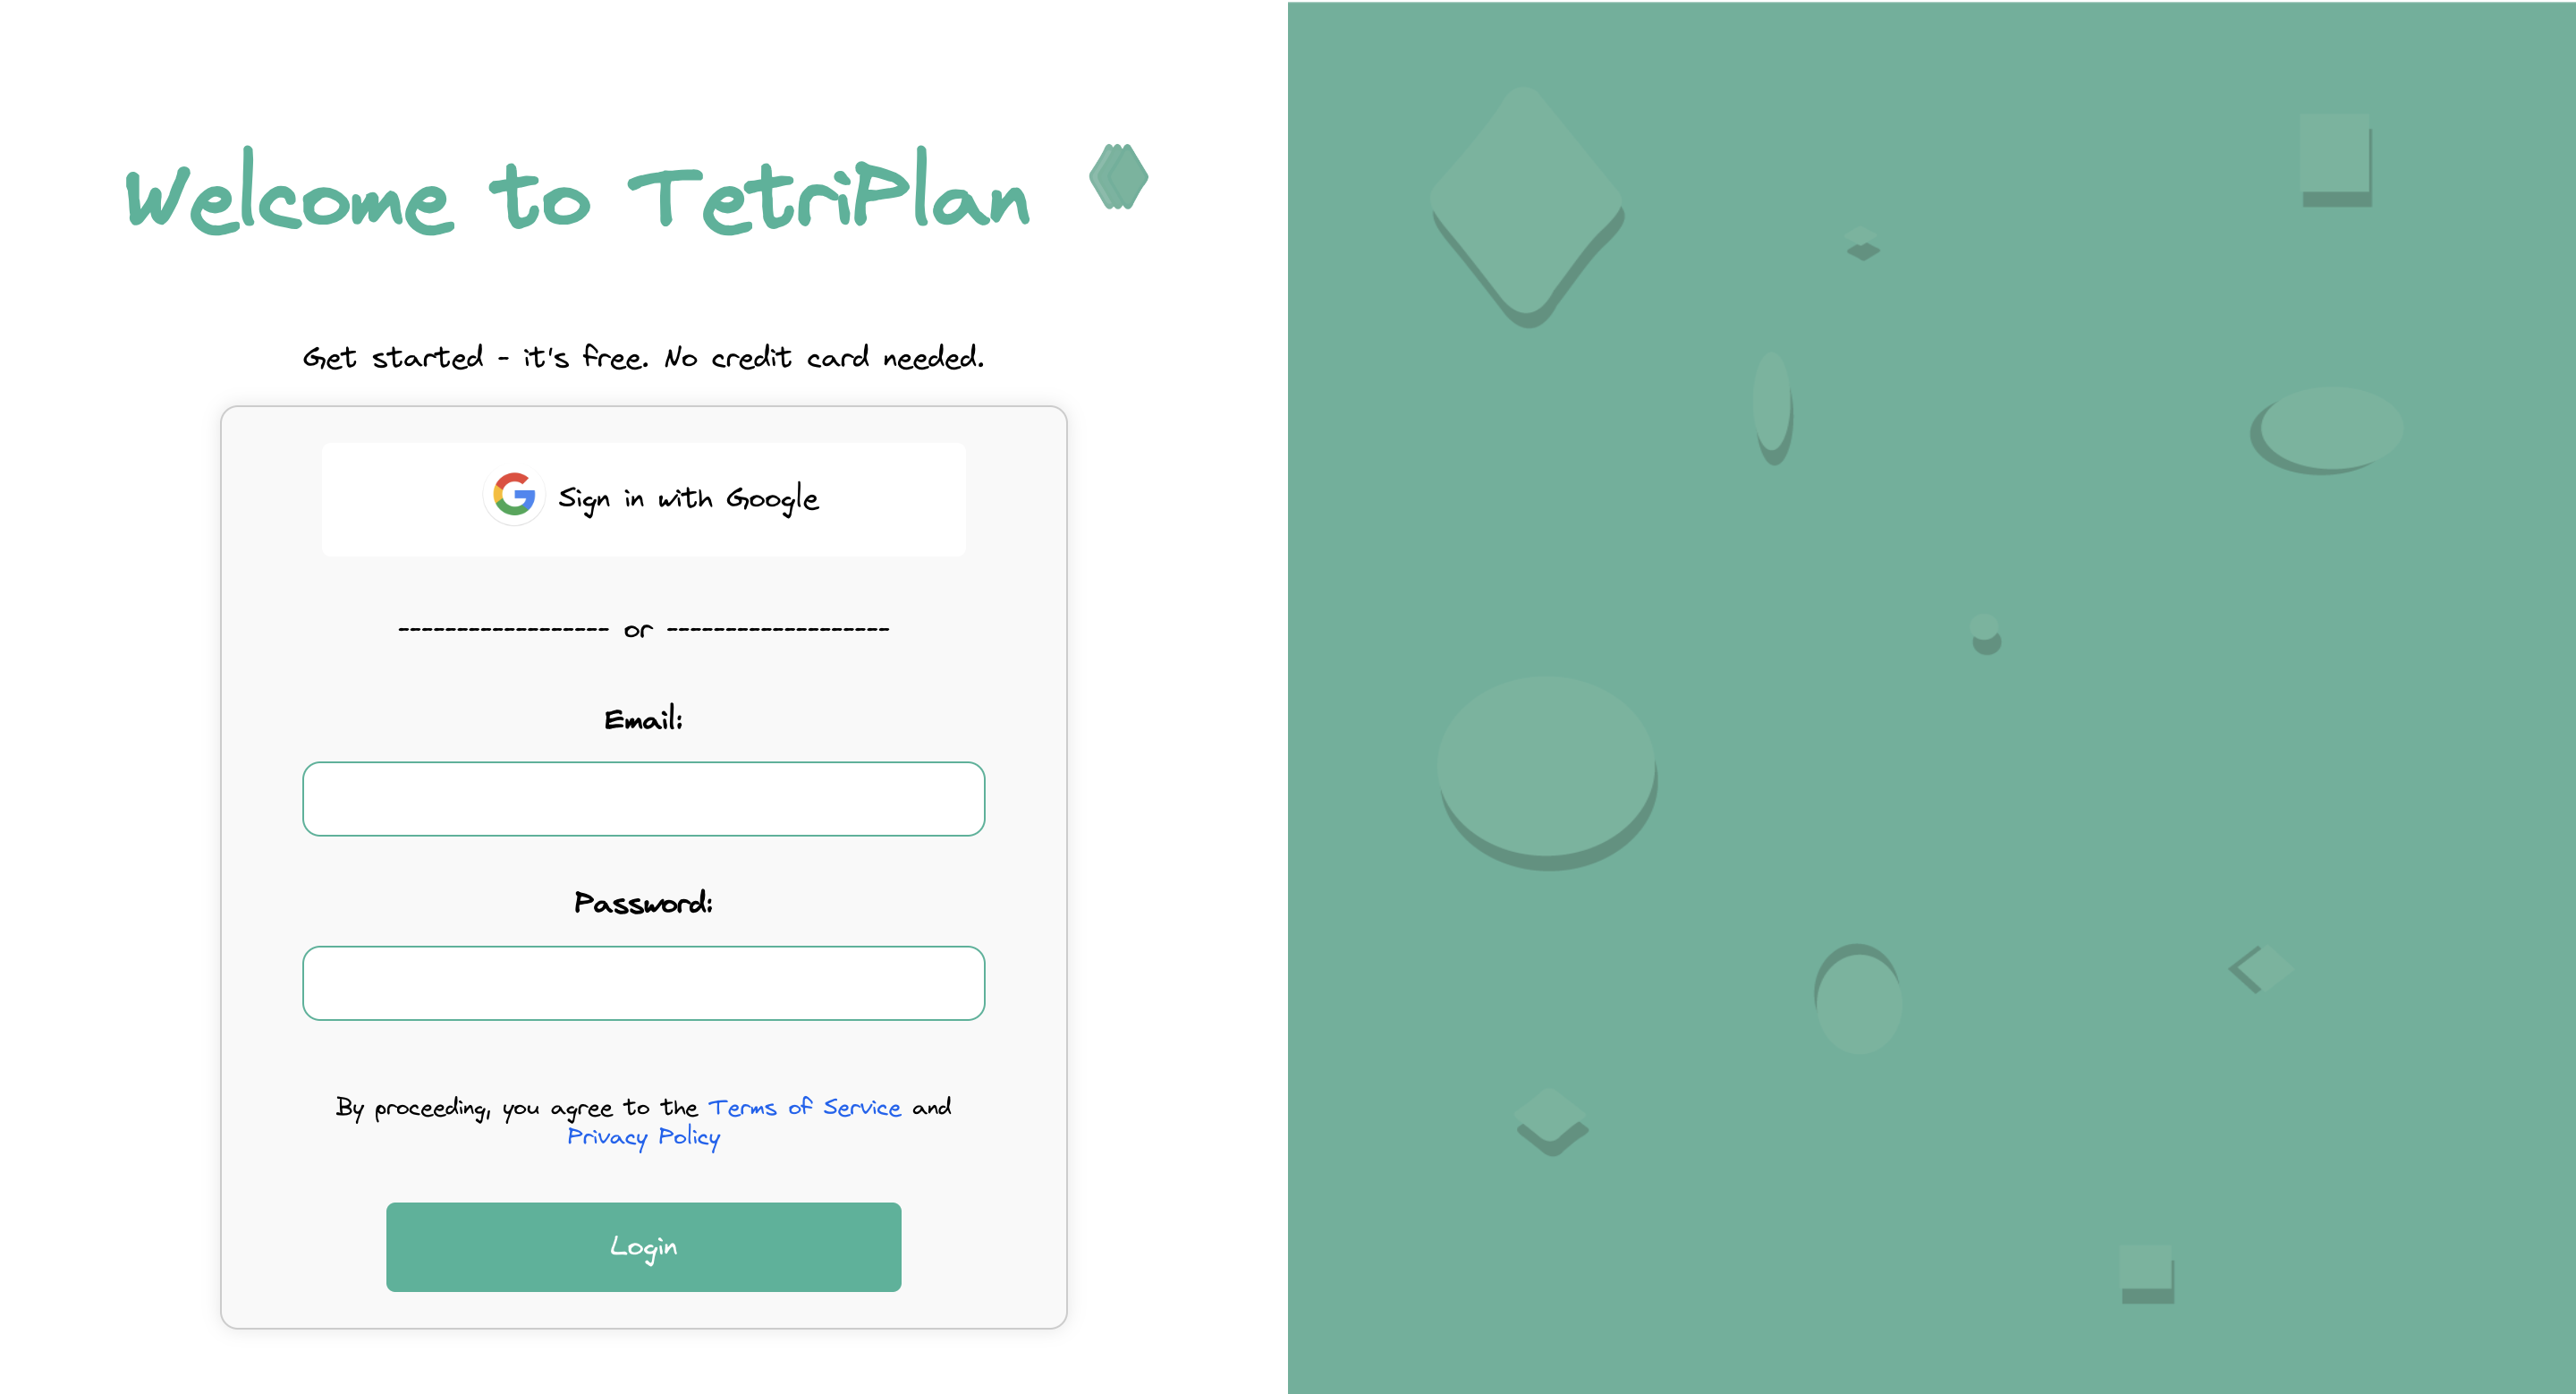 Welcome to TetriPlan
Get started - it's free. No credit card needed.
Sign in with Google
------------------ or -------------------
Email:
Password:
By proceeding, you agree to the Terms of Service and
Privacy Policy
Login